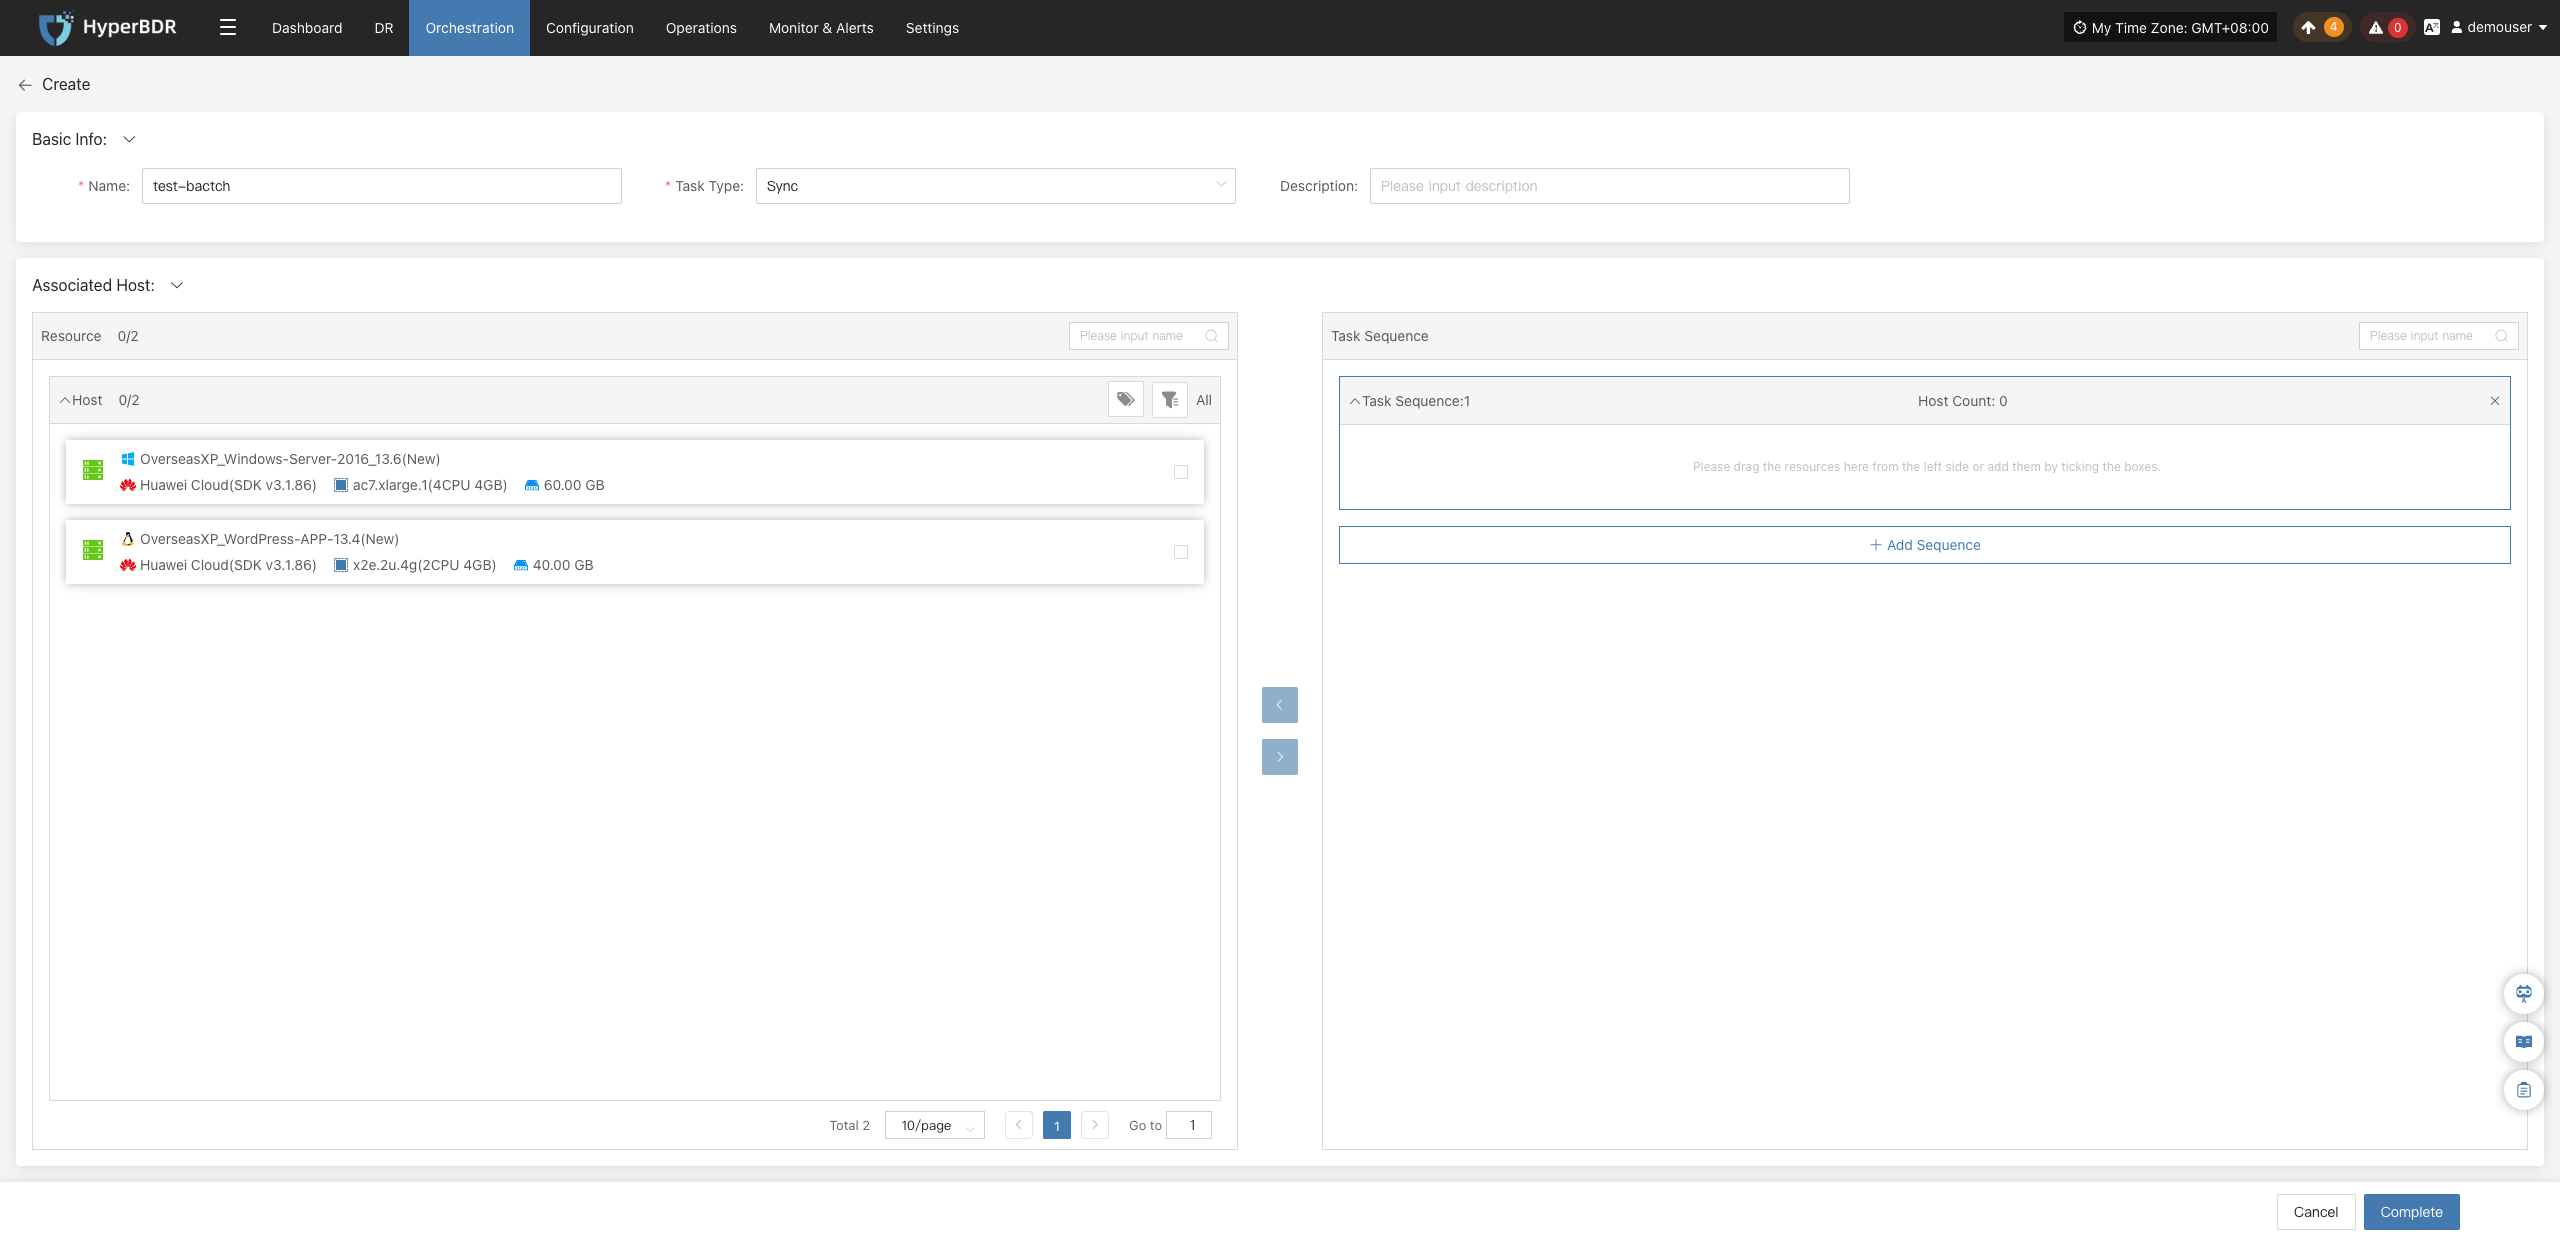 HyperBDR
Dashboard DR Orchestration Configuration Operations Monitor & Alerts Settings
My Time Zone: GMT+08:00 4 0 demouser
Create
Basic Info:
* Name: test-bactch * Task Type: Sync Description: Please input description
Associated Host:
Resource 0/2 Please input name
Host 0/2 All
OverseasXP_Windows-Server-2016_13.6(New)
Huawei Cloud(SDK v3.1.86) ac7.xlarge.1(4CPU 4GB) 60.00 GB
OverseasXP_WordPress-APP-13.4(New)
Huawei Cloud(SDK v3.1.86) x2e.2u.4g(2CPU 4GB) 40.00 GB
Total 2 10/page 1 Go to 1
Task Sequence Please input name
Task Sequence:1 Host Count: 0
Please drag the resources here from the left side or add them by ticking the boxes.
Add Sequence
Cancel Complete